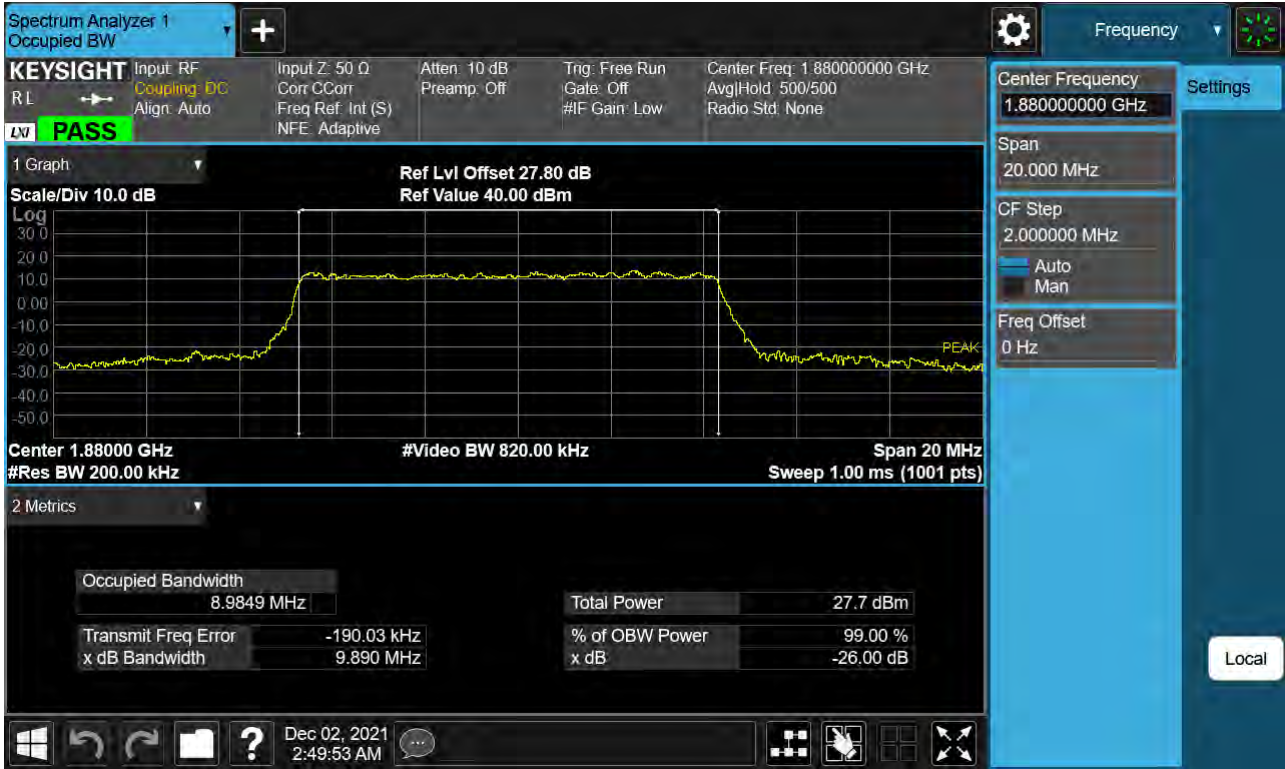 Spectrum Analyzer 1
Occupied BW
+
Frequency
KEYSIGHT
RL
LXI PASS
Input: RF
Coupling: DC
Align: Auto
Input Z: 50 Ω
Corr CCorr
Freq Ref: Int (S)
NFE: Adaptive
Atten: 10 dB
Preamp: Off
Trig: Free Run
Gate: Off
#IF Gain: Low
Center Freq: 1.880000000 GHz
Avg|Hold: 500/500
Radio Std: None
Center Frequency
1.880000000 GHz
Settings
Span
20.000 MHz
CF Step
2.000000 MHz
Auto
Man
Freq Offset
0 Hz
Local
1 Graph
Scale/Div 10.0 dB
Ref Lvl Offset 27.80 dB
Ref Value 40.00 dBm
Log
30.0
20.0
10.0
0.00
-10.0
-20.0
-30.0
-40.0
-50.0
PEAK
Center 1.88000 GHz
#Video BW 820.00 kHz
Span 20 MHz
#Res BW 200.00 kHz
Sweep 1.00 ms (1001 pts)
2 Metrics
Occupied Bandwidth
8.9849 MHz
Total Power 27.7 dBm
Transmit Freq Error -190.03 kHz
% of OBW Power 99.00 %
x dB Bandwidth 9.890 MHz
x dB -26.00 dB
?
Dec 02, 2021
2:49:53 AM